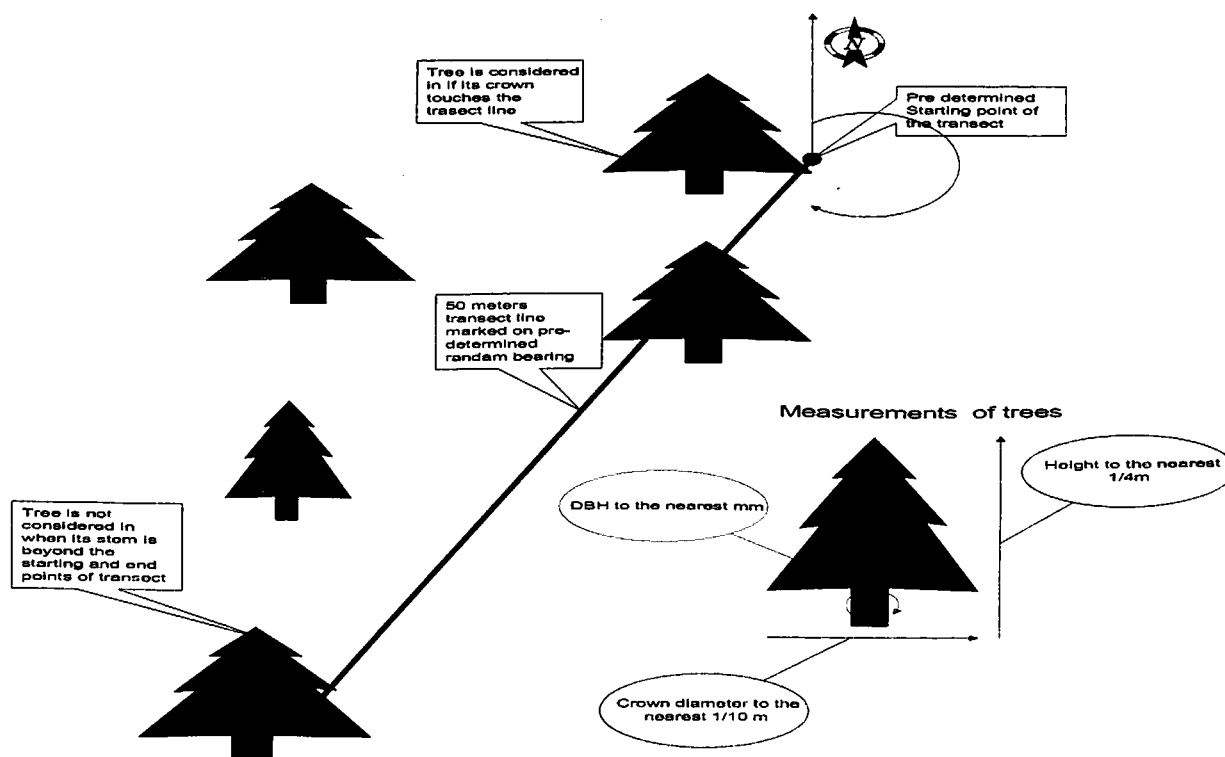 N
Tree is considered
in if its crown
touches the
trasect line
Pre determined
Starting point of
the transect
50 meters
transect line
marked on pre-
determined
random bearing
Measurements of trees
Height to the nearest
1/4m
DBH to the nearest mm
Tree is not
considered in
when its stom is
beyond the
starting and end
points of transect
Crown diameter to the
nearest 1/10 m